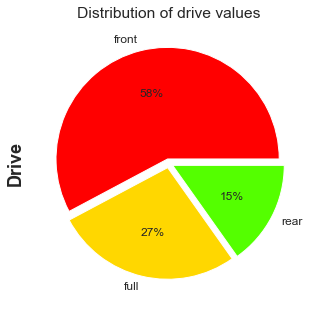 Distribution of drive values
front
58%
Drive
15%
rear
27%
full